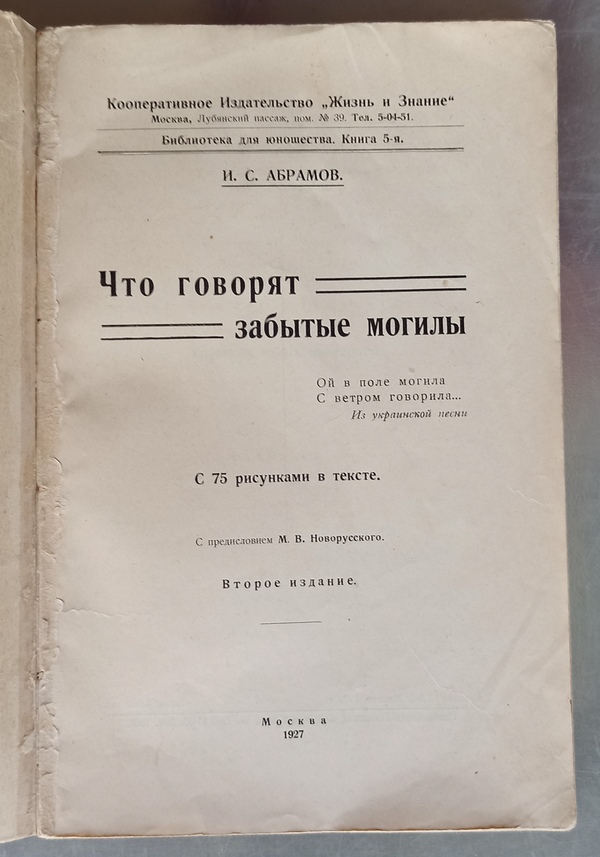 Кооперативное Издательство „Жизнь и Знание“
Москва, Лубянский пассаж, пом. № 39. Тел. 5-04-51.
Библиотека для юношества. Книга 5-я.
И. С. АБРАМОВ.
Что говорят
забытые могилы
Ой в поле могила
С ветром говорила...
Из украинской песни
С 75 рисунками в тексте.
С предисловием М. В. Новорусского.
Второе издание.
Москва
1927